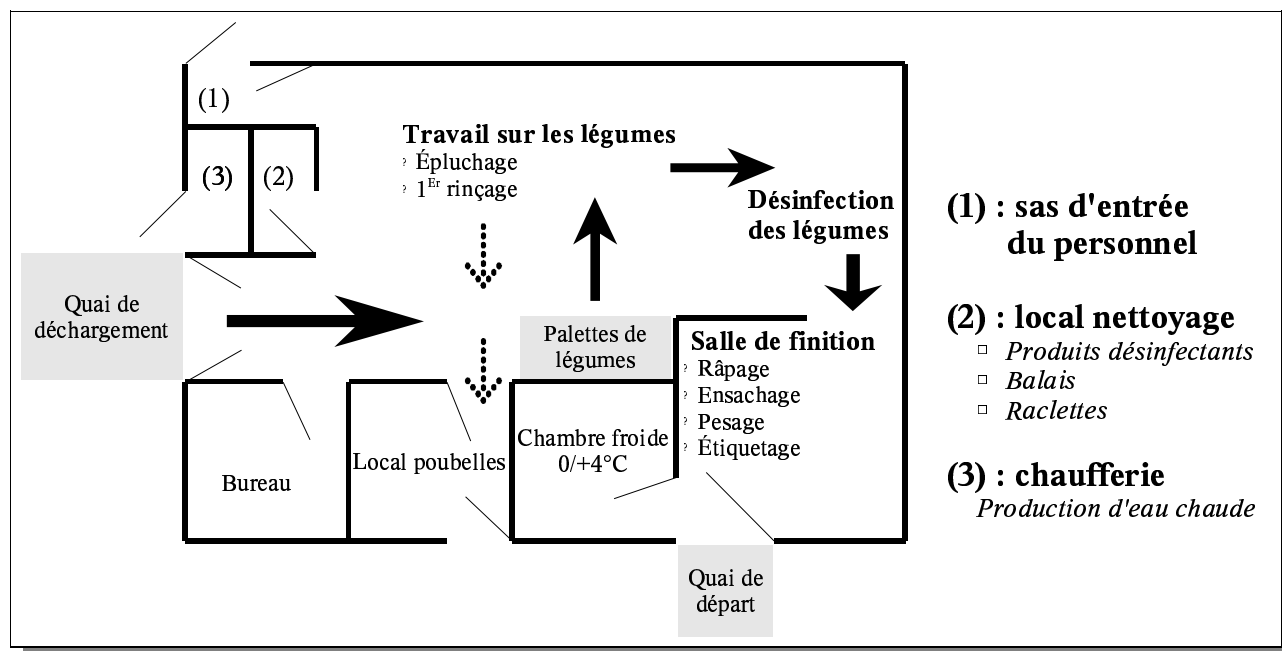 (1)
(3)
(2)
Travail sur les légumes
? Épluchage
? 1Er rinçage
Désinfection
des légumes
Quai de
déchargement
Palettes de
légumes
Salle de finition
? Râpage
? Ensachage
? Pesage
? Étiquetage
Bureau
Local poubelles
Chambre froide
0/+4°C
Quai de
départ
(1) : sas d'entrée
du personnel
(2) : local nettoyage
□ Produits désinfectants
□ Balais
□ Raclettes
(3) : chaufferie
Production d'eau chaude